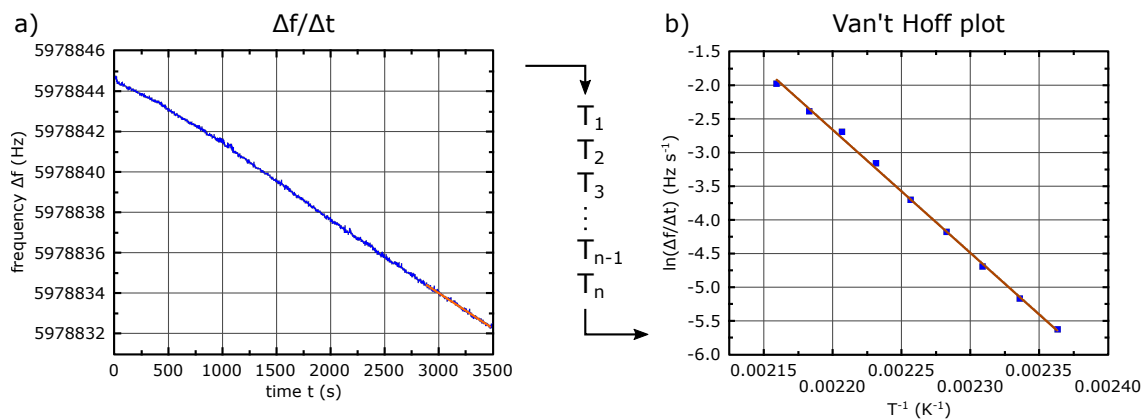 a)
Δf/Δt
5978846
5978844
5978842
5978840
5978838
5978836
5978834
5978832
frequency Δf (Hz)
0 500 1000 1500 2000 2500 3000 3500
time t (s)
T1
T2
T3
⋮
Tn-1
Tn
b)
Van't Hoff plot
-1.5
-2.0
-2.5
-3.0
-3.5
-4.0
-4.5
-5.0
-5.5
-6.0
ln(Δf/Δt) (Hz s-1)
0.00215 0.00225 0.00235
0.00220 0.00230 0.00240
T-1 (K-1)